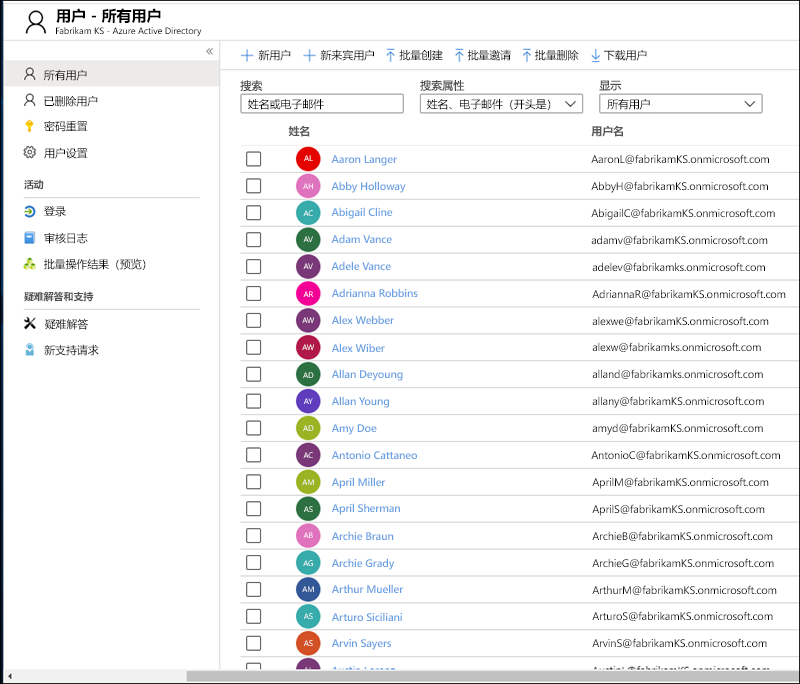 用户 - 所有用户
Fabrikam KS - Azure Active Directory
«
所有用户
已删除用户
密码重置
用户设置
活动
登录
审核日志
批量操作结果（预览）
疑难解答和支持
疑难解答
新支持请求
新用户 新来宾用户 批量创建 批量邀请 批量删除 下载用户
搜索 搜索属性 显示
姓名或电子邮件 姓名、电子邮件（开头是） 所有用户
姓名 用户名
AL Aaron Langer AaronL@fabrikamKS.onmicrosoft.com
AH Abby Holloway AbbyH@fabrikamKS.onmicrosoft.com
AC Abigail Cline AbigailC@fabrikamKS.onmicrosoft.com
AV Adam Vance adamv@fabrikamKS.onmicrosoft.com
AV Adele Vance adelev@fabrikamks.onmicrosoft.com
AR Adrianna Robbins AdriannaR@fabrikamKS.onmicrosoft.com
AW Alex Webber alexwe@fabrikamKS.onmicrosoft.com
AW Alex Wiber alexw@fabrikamks.onmicrosoft.com
AD Allan Deyoung alland@fabrikamks.onmicrosoft.com
AY Allan Young allany@fabrikamKS.onmicrosoft.com
AD Amy Doe amyd@fabrikamKS.onmicrosoft.com
AC Antonio Cattaneo AntonioC@fabrikamKS.onmicrosoft.com
AM April Miller AprilM@fabrikamKS.onmicrosoft.com
AS April Sherman AprilS@fabrikamKS.onmicrosoft.com
AB Archie Braun ArchieB@fabrikamKS.onmicrosoft.com
AG Archie Grady ArchieG@fabrikamKS.onmicrosoft.com
AM Arthur Mueller ArthurM@fabrikamKS.onmicrosoft.com
AS Arturo Siciliani ArturoS@fabrikamKS.onmicrosoft.com
AS Arvin Sayers ArvinS@fabrikamKS.onmicrosoft.com